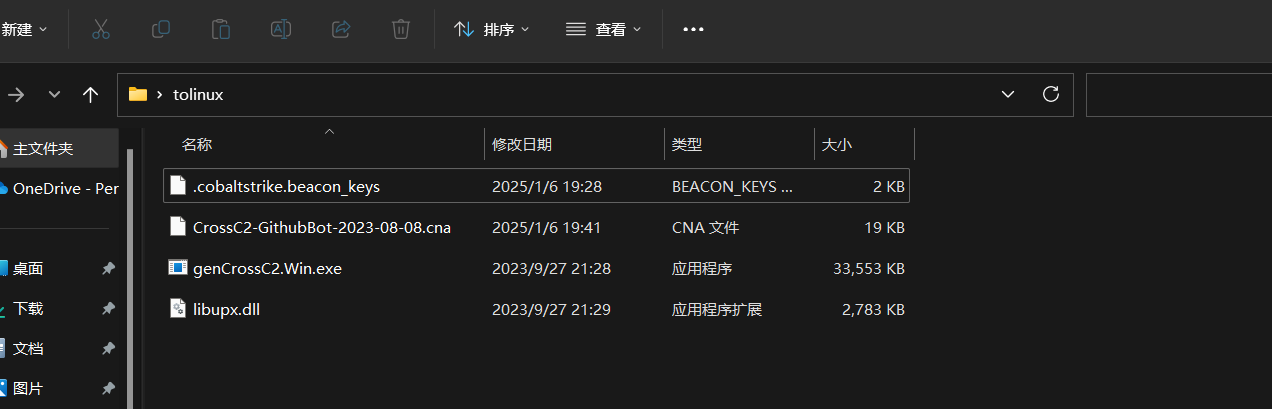 新建
排序
查看
tolinux
主文件夹
OneDrive - Per
桌面
下载
文档
图片
名称 修改日期 类型 大小
.cobaltstrike.beacon_keys 2025/1/6 19:28 BEACON_KEYS ... 2 KB
CrossC2-GithubBot-2023-08-08.cna 2025/1/6 19:41 CNA 文件 19 KB
genCrossC2.Win.exe 2023/9/27 21:28 应用程序 33,553 KB
libupx.dll 2023/9/27 21:29 应用程序扩展 2,783 KB